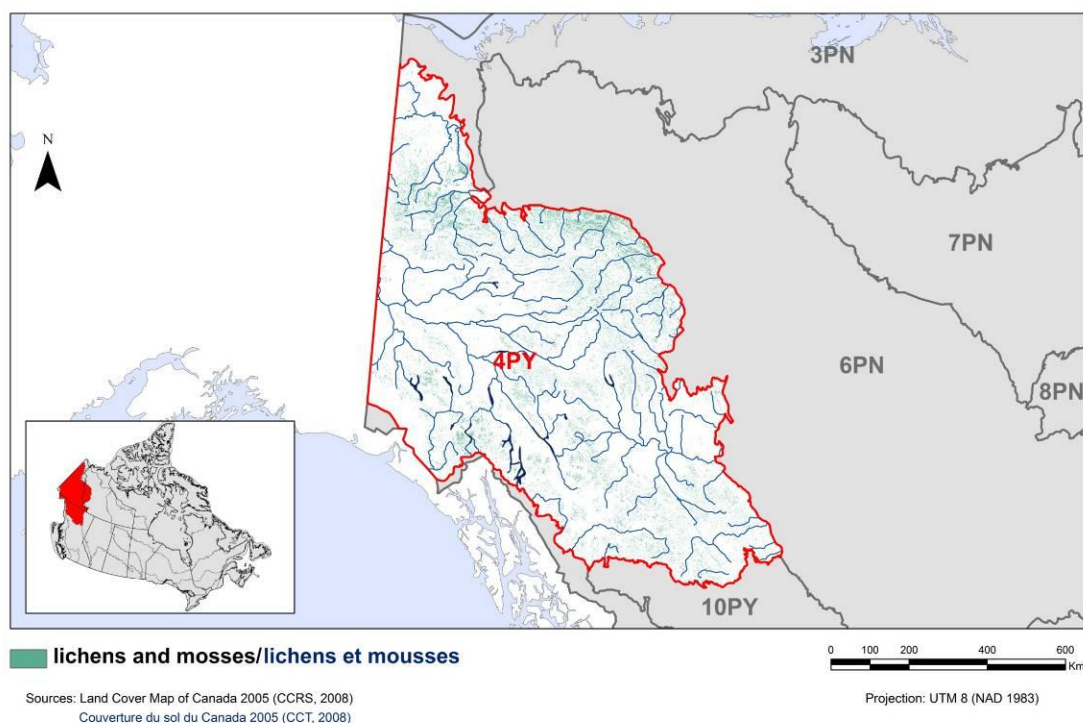 3PN
N
7PN
4PY
6PN
8PN
10PY
lichens and mosses/lichens et mousses
0 100 200 400 600
Km
Sources: Land Cover Map of Canada 2005 (CCRS, 2008)
Projection: UTM 8 (NAD 1983)
Couverture du sol du Canada 2005 (CCT, 2008)